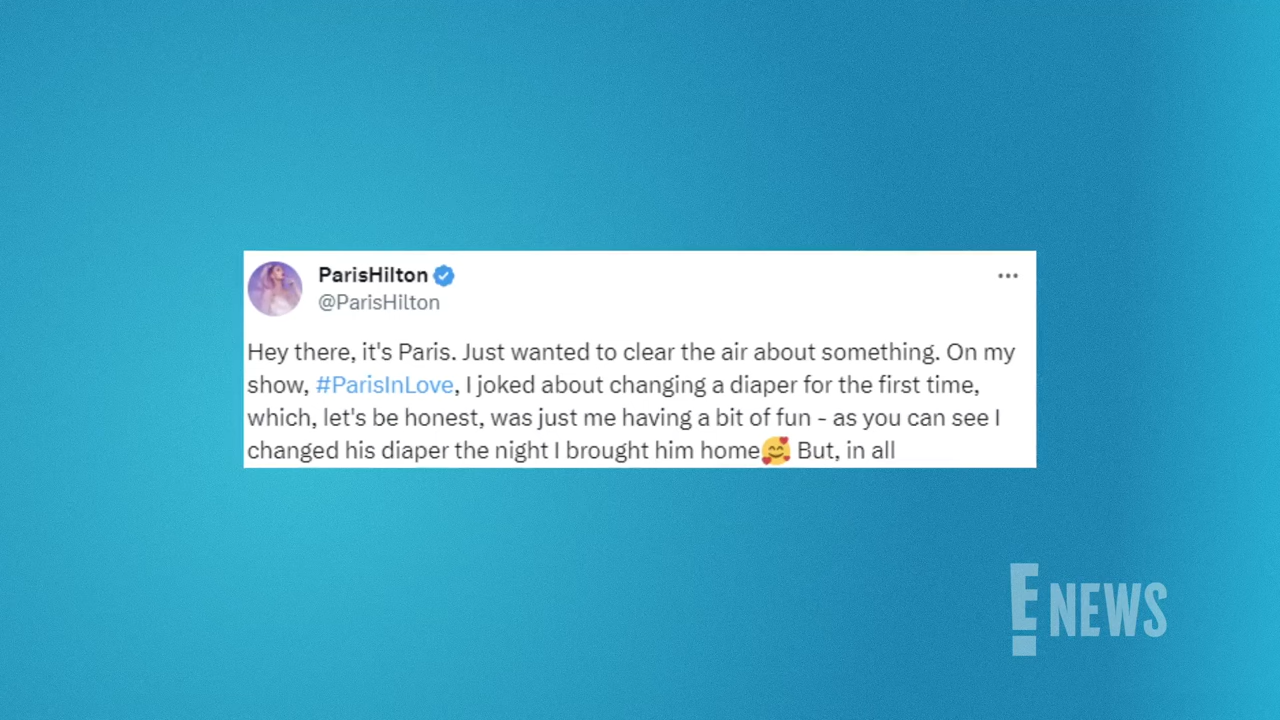 ParisHilton
@ParisHilton
Hey there, it's Paris. Just wanted to clear the air about something. On my
show, #ParisInLove, I joked about changing a diaper for the first time,
which, let's be honest, was just me having a bit of fun - as you can see I
changed his diaper the night I brought him home🥰 But, in all
E! NEWS